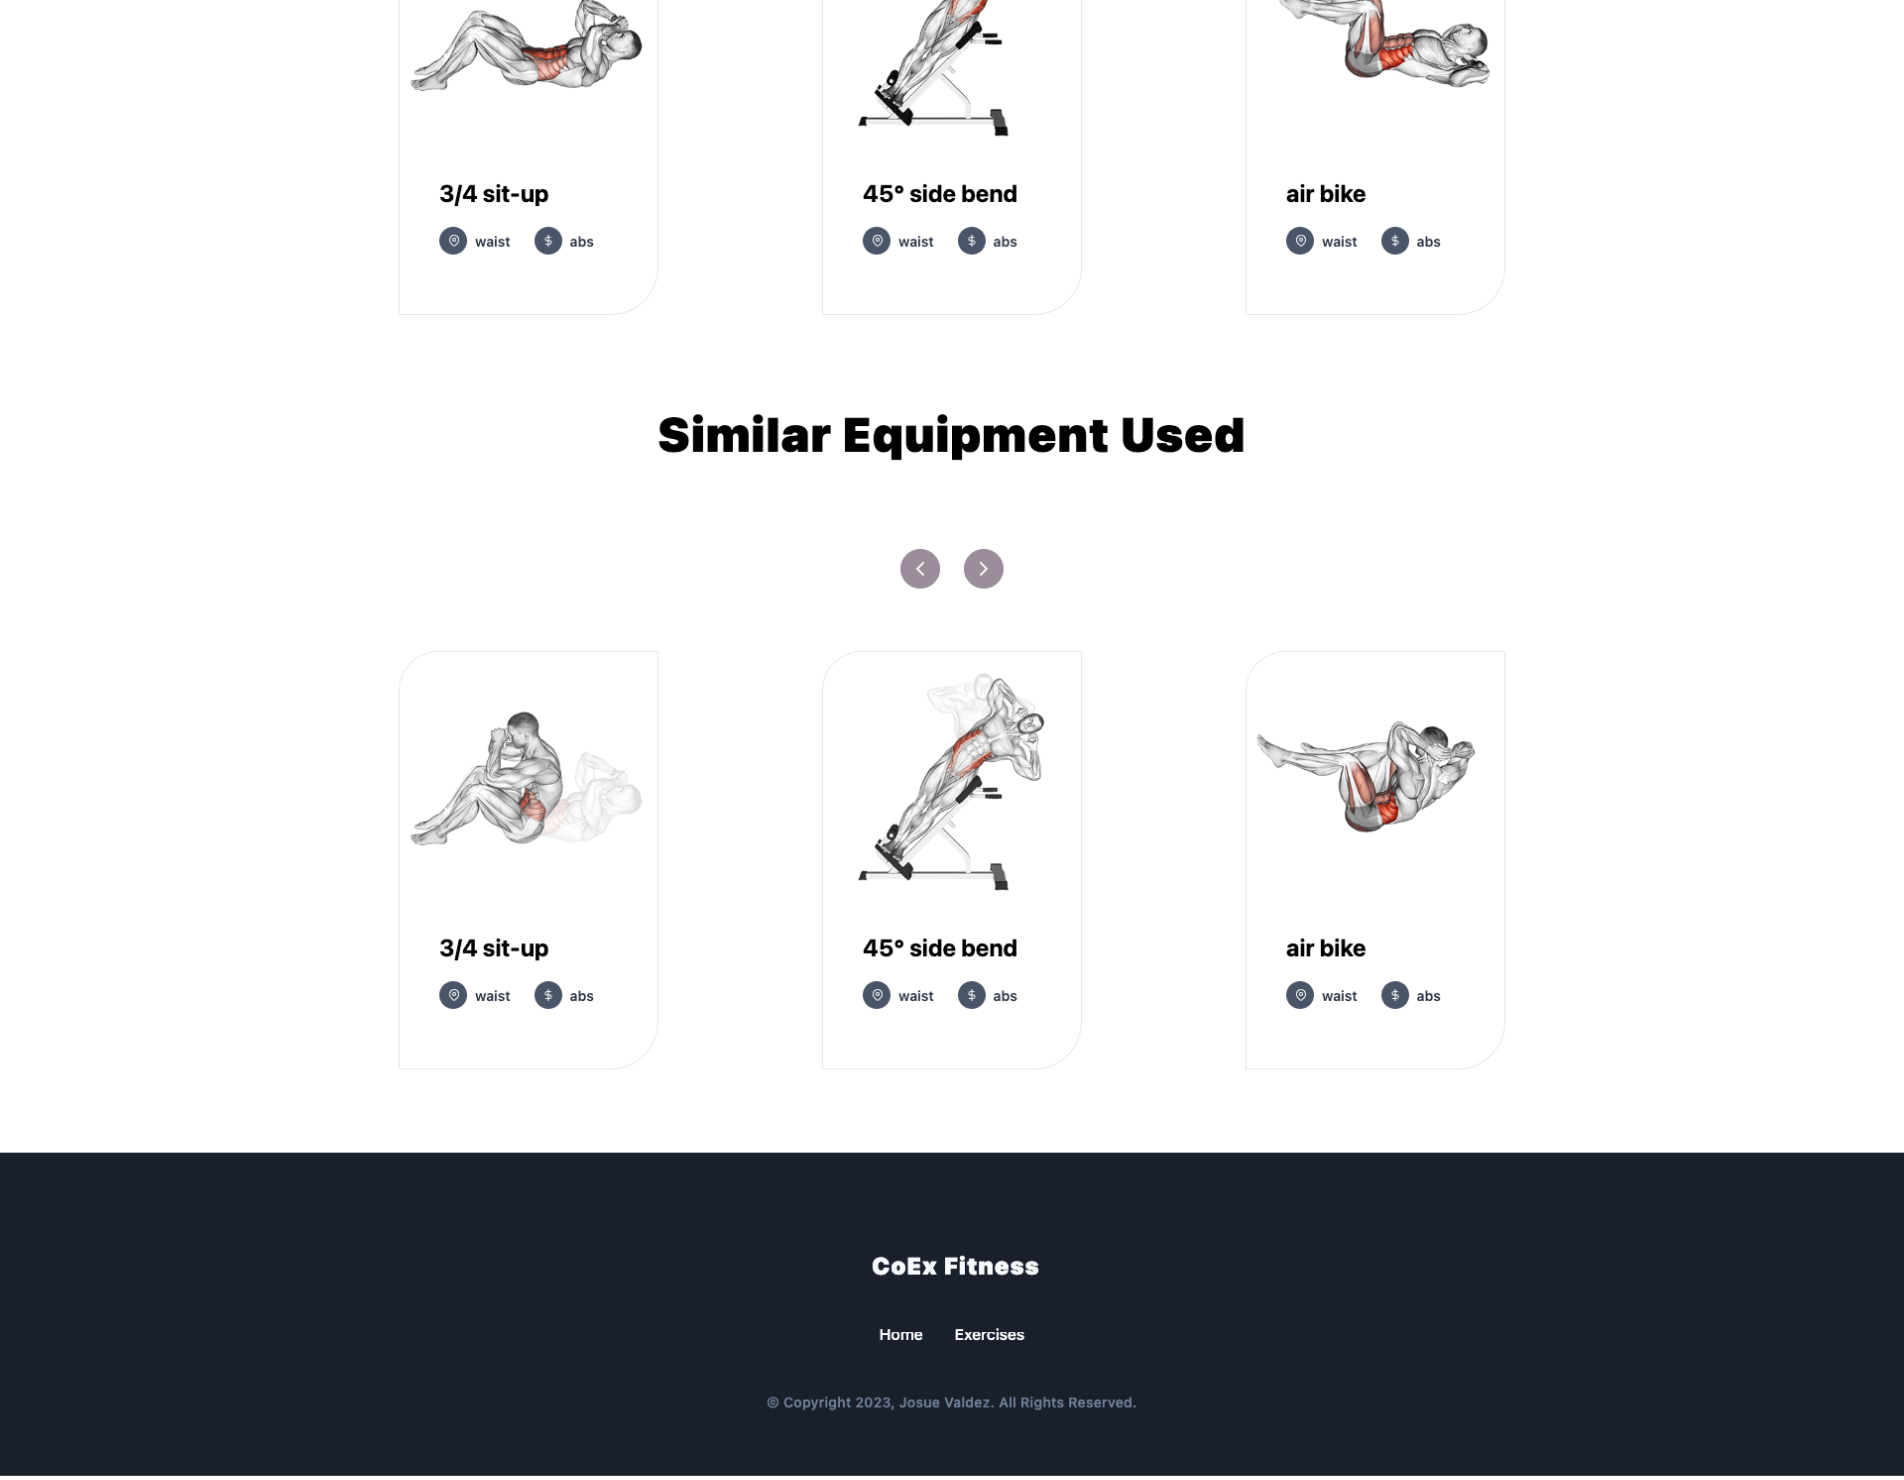 3/4 sit-up
waist abs
45° side bend
waist abs
air bike
waist abs
Similar Equipment Used
3/4 sit-up
waist abs
45° side bend
waist abs
air bike
waist abs
CoEx Fitness
Home Exercises
© Copyright 2023, Josue Valdez. All Rights Reserved.